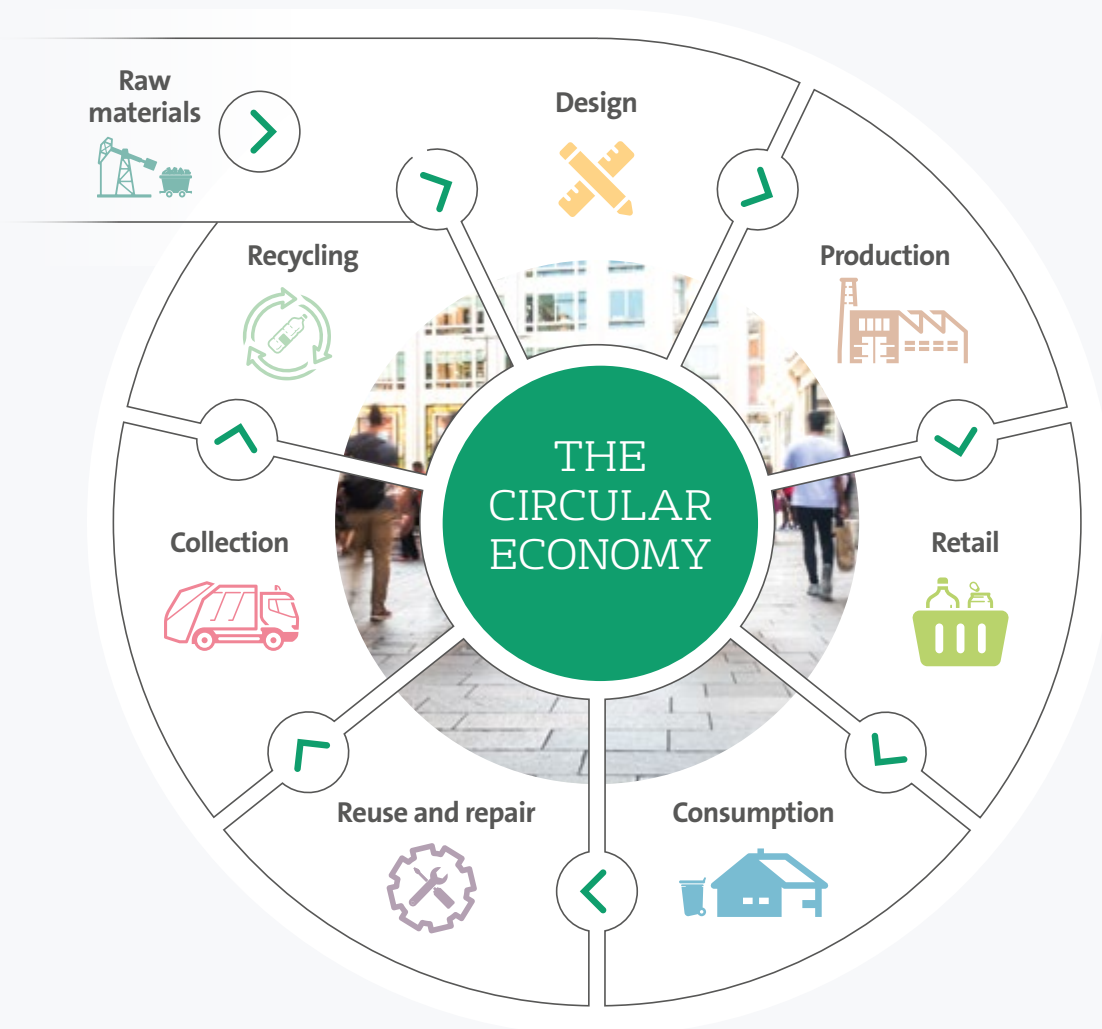 Raw
materials
Design
Production
Retail
Consumption
Reuse and repair
Collection
Recycling
THE
CIRCULAR
ECONOMY